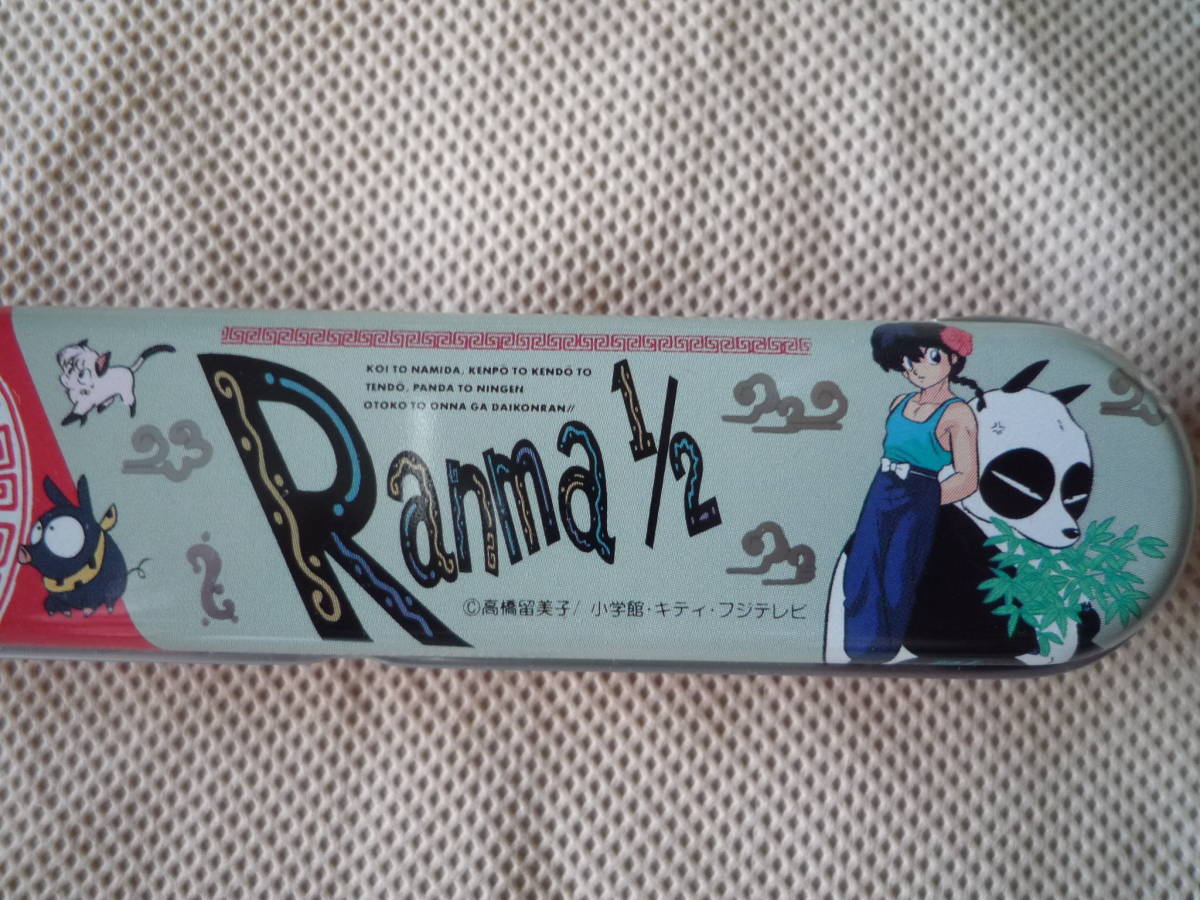 KOI TO NAMIDA, KENPŌ TO KENDŌ TO
TENDŌ, PANDA TO NINGEN
OTOKO TO ONNA GA DAIKONRAN//
Ranma 1/2
©高橋留美子/ 小学館・キティ・フジテレビ